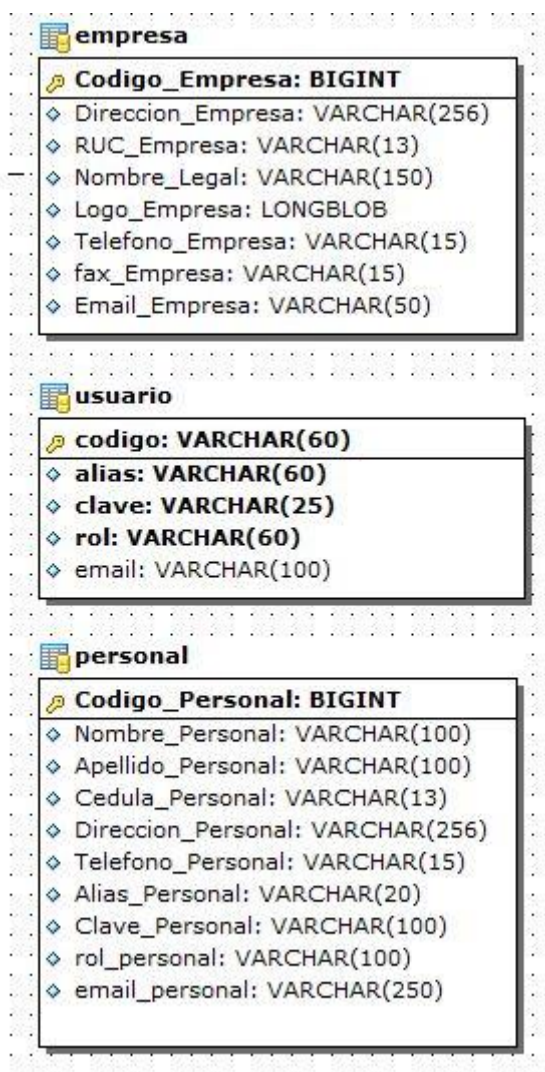 empresa
Codigo_Empresa: BIGINT
Direccion_Empresa: VARCHAR(256)
RUC_Empresa: VARCHAR(13)
Nombre_Legal: VARCHAR(150)
Logo_Empresa: LONGBLOB
Telefono_Empresa: VARCHAR(15)
fax_Empresa: VARCHAR(15)
Email_Empresa: VARCHAR(50)
usuario
codigo: VARCHAR(60)
alias: VARCHAR(60)
clave: VARCHAR(25)
rol: VARCHAR(60)
email: VARCHAR(100)
personal
Codigo_Personal: BIGINT
Nombre_Personal: VARCHAR(100)
Apellido_Personal: VARCHAR(100)
Cedula_Personal: VARCHAR(13)
Direccion_Personal: VARCHAR(256)
Telefono_Personal: VARCHAR(15)
Alias_Personal: VARCHAR(20)
Clave_Personal: VARCHAR(100)
rol_personal: VARCHAR(100)
email_personal: VARCHAR(250)